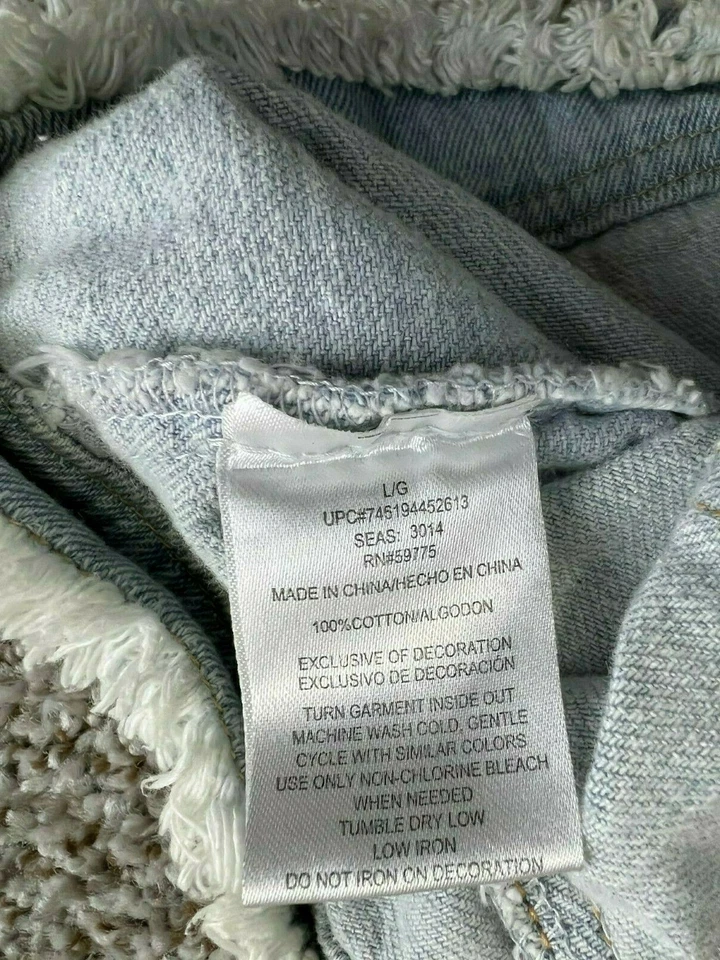 L/G
UPC#745194452613
SEAS: 3014
RN#59775
MADE IN CHINA/HECHO EN CHINA
100%COTTON/ALGODON
EXCLUSIVE OF DECORATION
EXCLUSIVO DE DECORACIÓN
TURN GARMENT INSIDE OUT
MACHINE WASH COLD, GENTLE
CYCLE WITH SIMILAR COLORS
USE ONLY NON-CHLORINE BLEACH
WHEN NEEDED
TUMBLE DRY LOW
LOW IRON
DO NOT IRON ON DECORATION